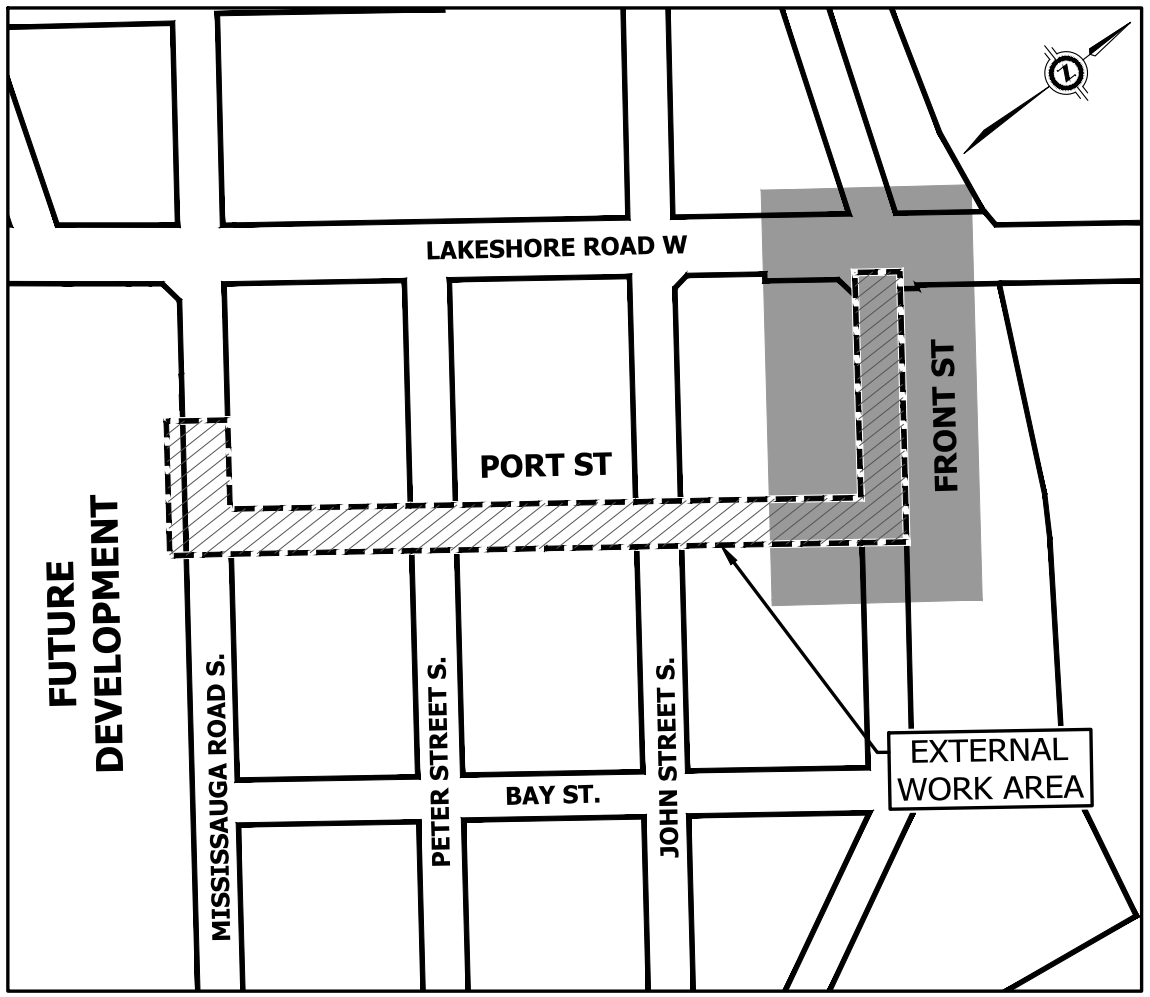 Z
LAKESHORE ROAD W
FRONT ST
PORT ST
FUTURE
DEVELOPMENT
MISSISSAUGA ROAD S.
PETER STREET S.
JOHN STREET S.
EXTERNAL
WORK AREA
BAY ST.